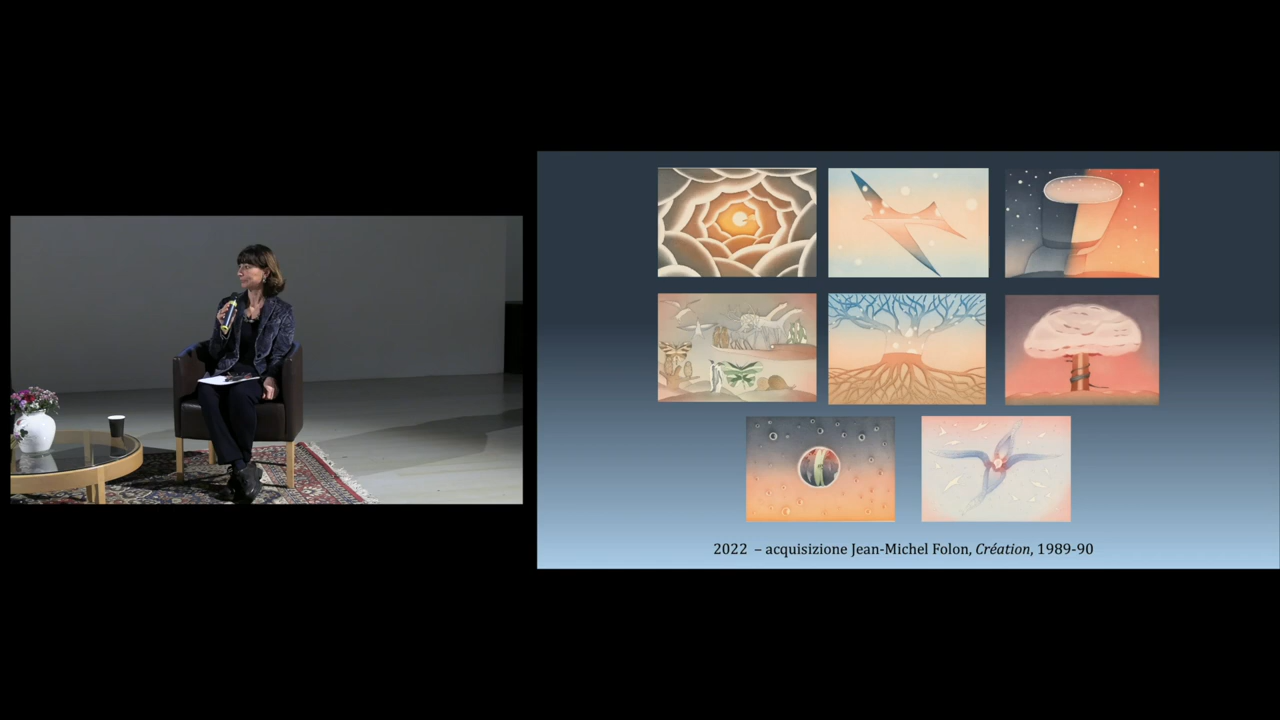 2022 – acquisizione Jean-Michel Folon, Création, 1989-90